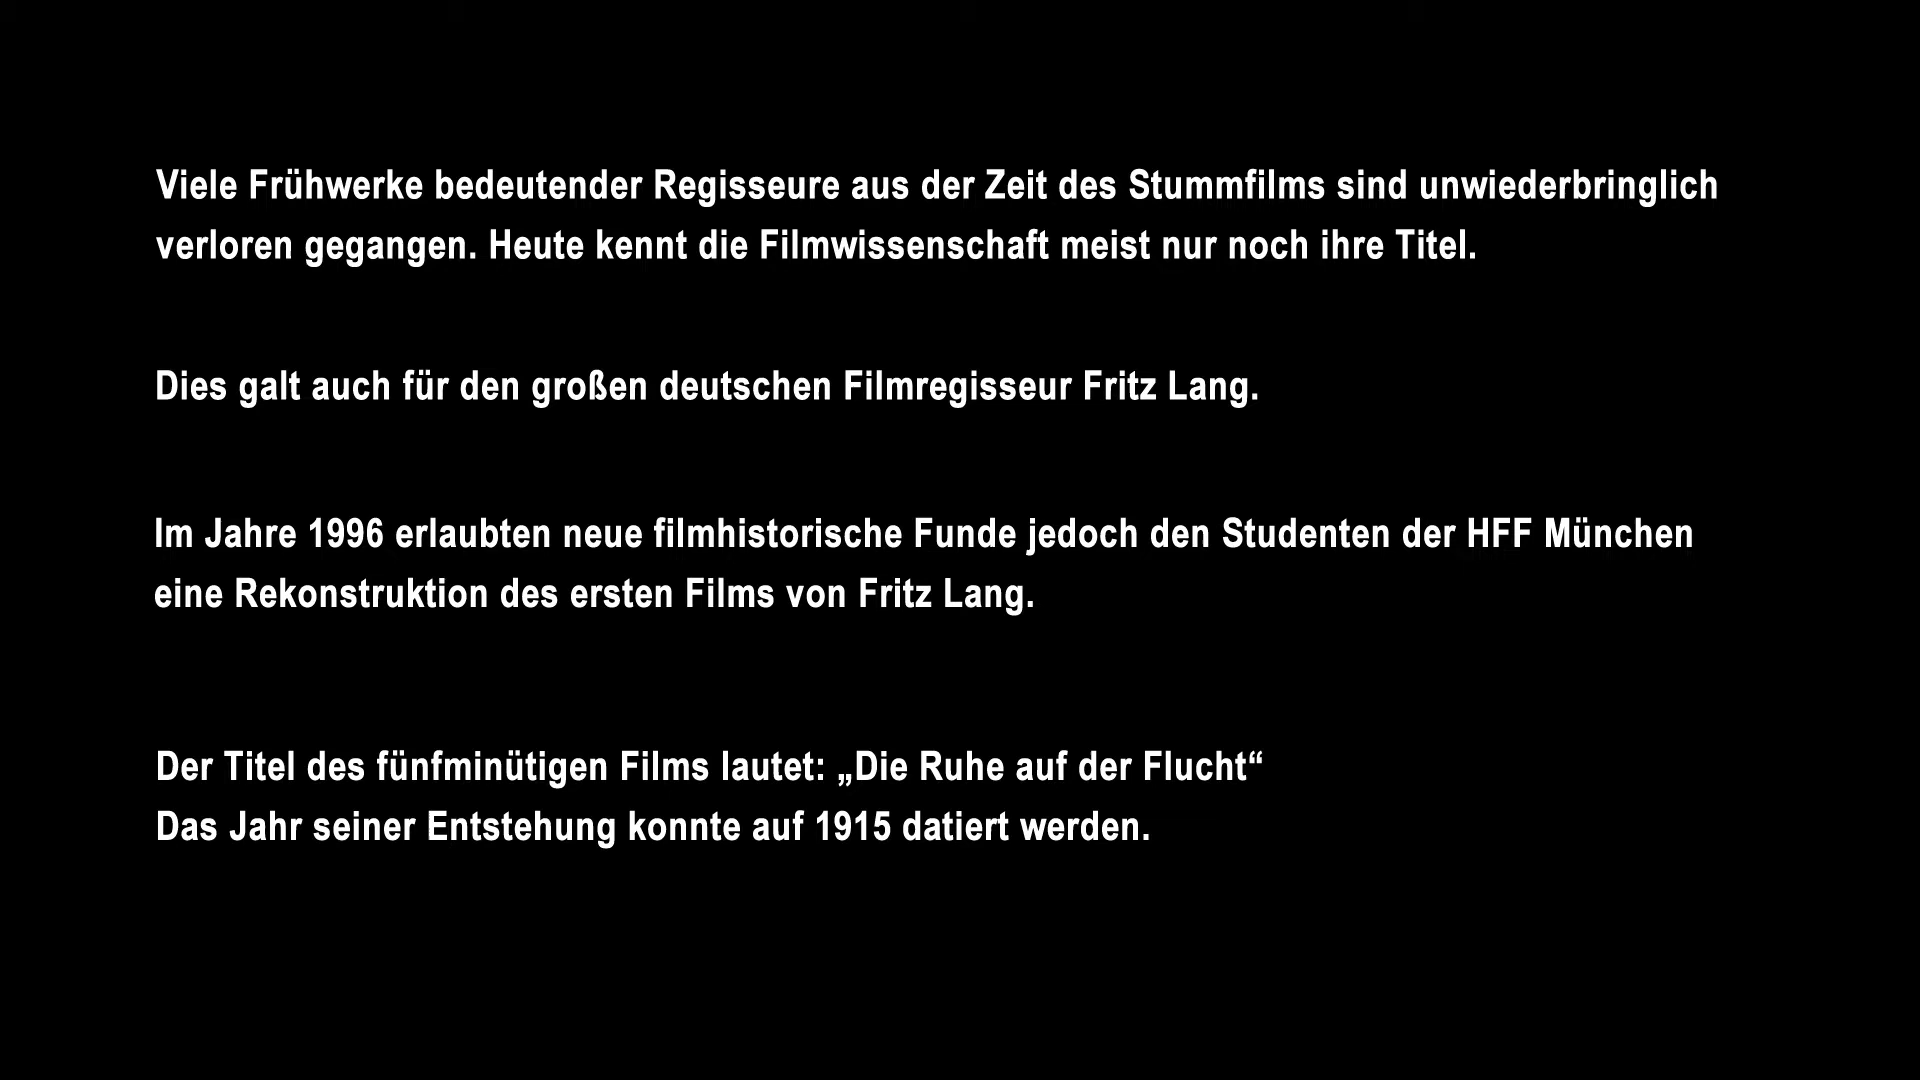 Viele Frühwerke bedeutender Regisseure aus der Zeit des Stummfilms sind unwiederbringlich
verloren gegangen. Heute kennt die Filmwissenschaft meist nur noch ihre Titel.
Dies galt auch für den großen deutschen Filmregisseur Fritz Lang.
Im Jahre 1996 erlaubten neue filmhistorische Funde jedoch den Studenten der HFF München
eine Rekonstruktion des ersten Films von Fritz Lang.
Der Titel des fünfminütigen Films lautet: „Die Ruhe auf der Flucht“
Das Jahr seiner Entstehung konnte auf 1915 datiert werden.